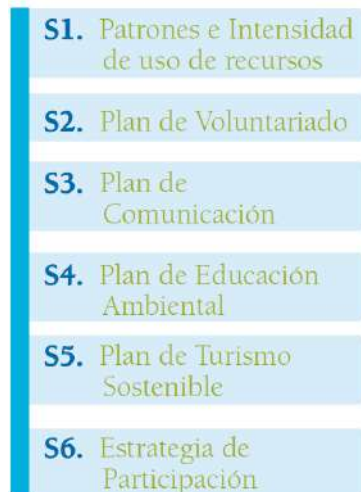 S1. Patrones e Intensidad
de uso de recursos
S2. Plan de Voluntariado
S3. Plan de
Comunicación
S4. Plan de Educación
Ambiental
S5. Plan de Turismo
Sostenible
S6. Estrategia de
Participación